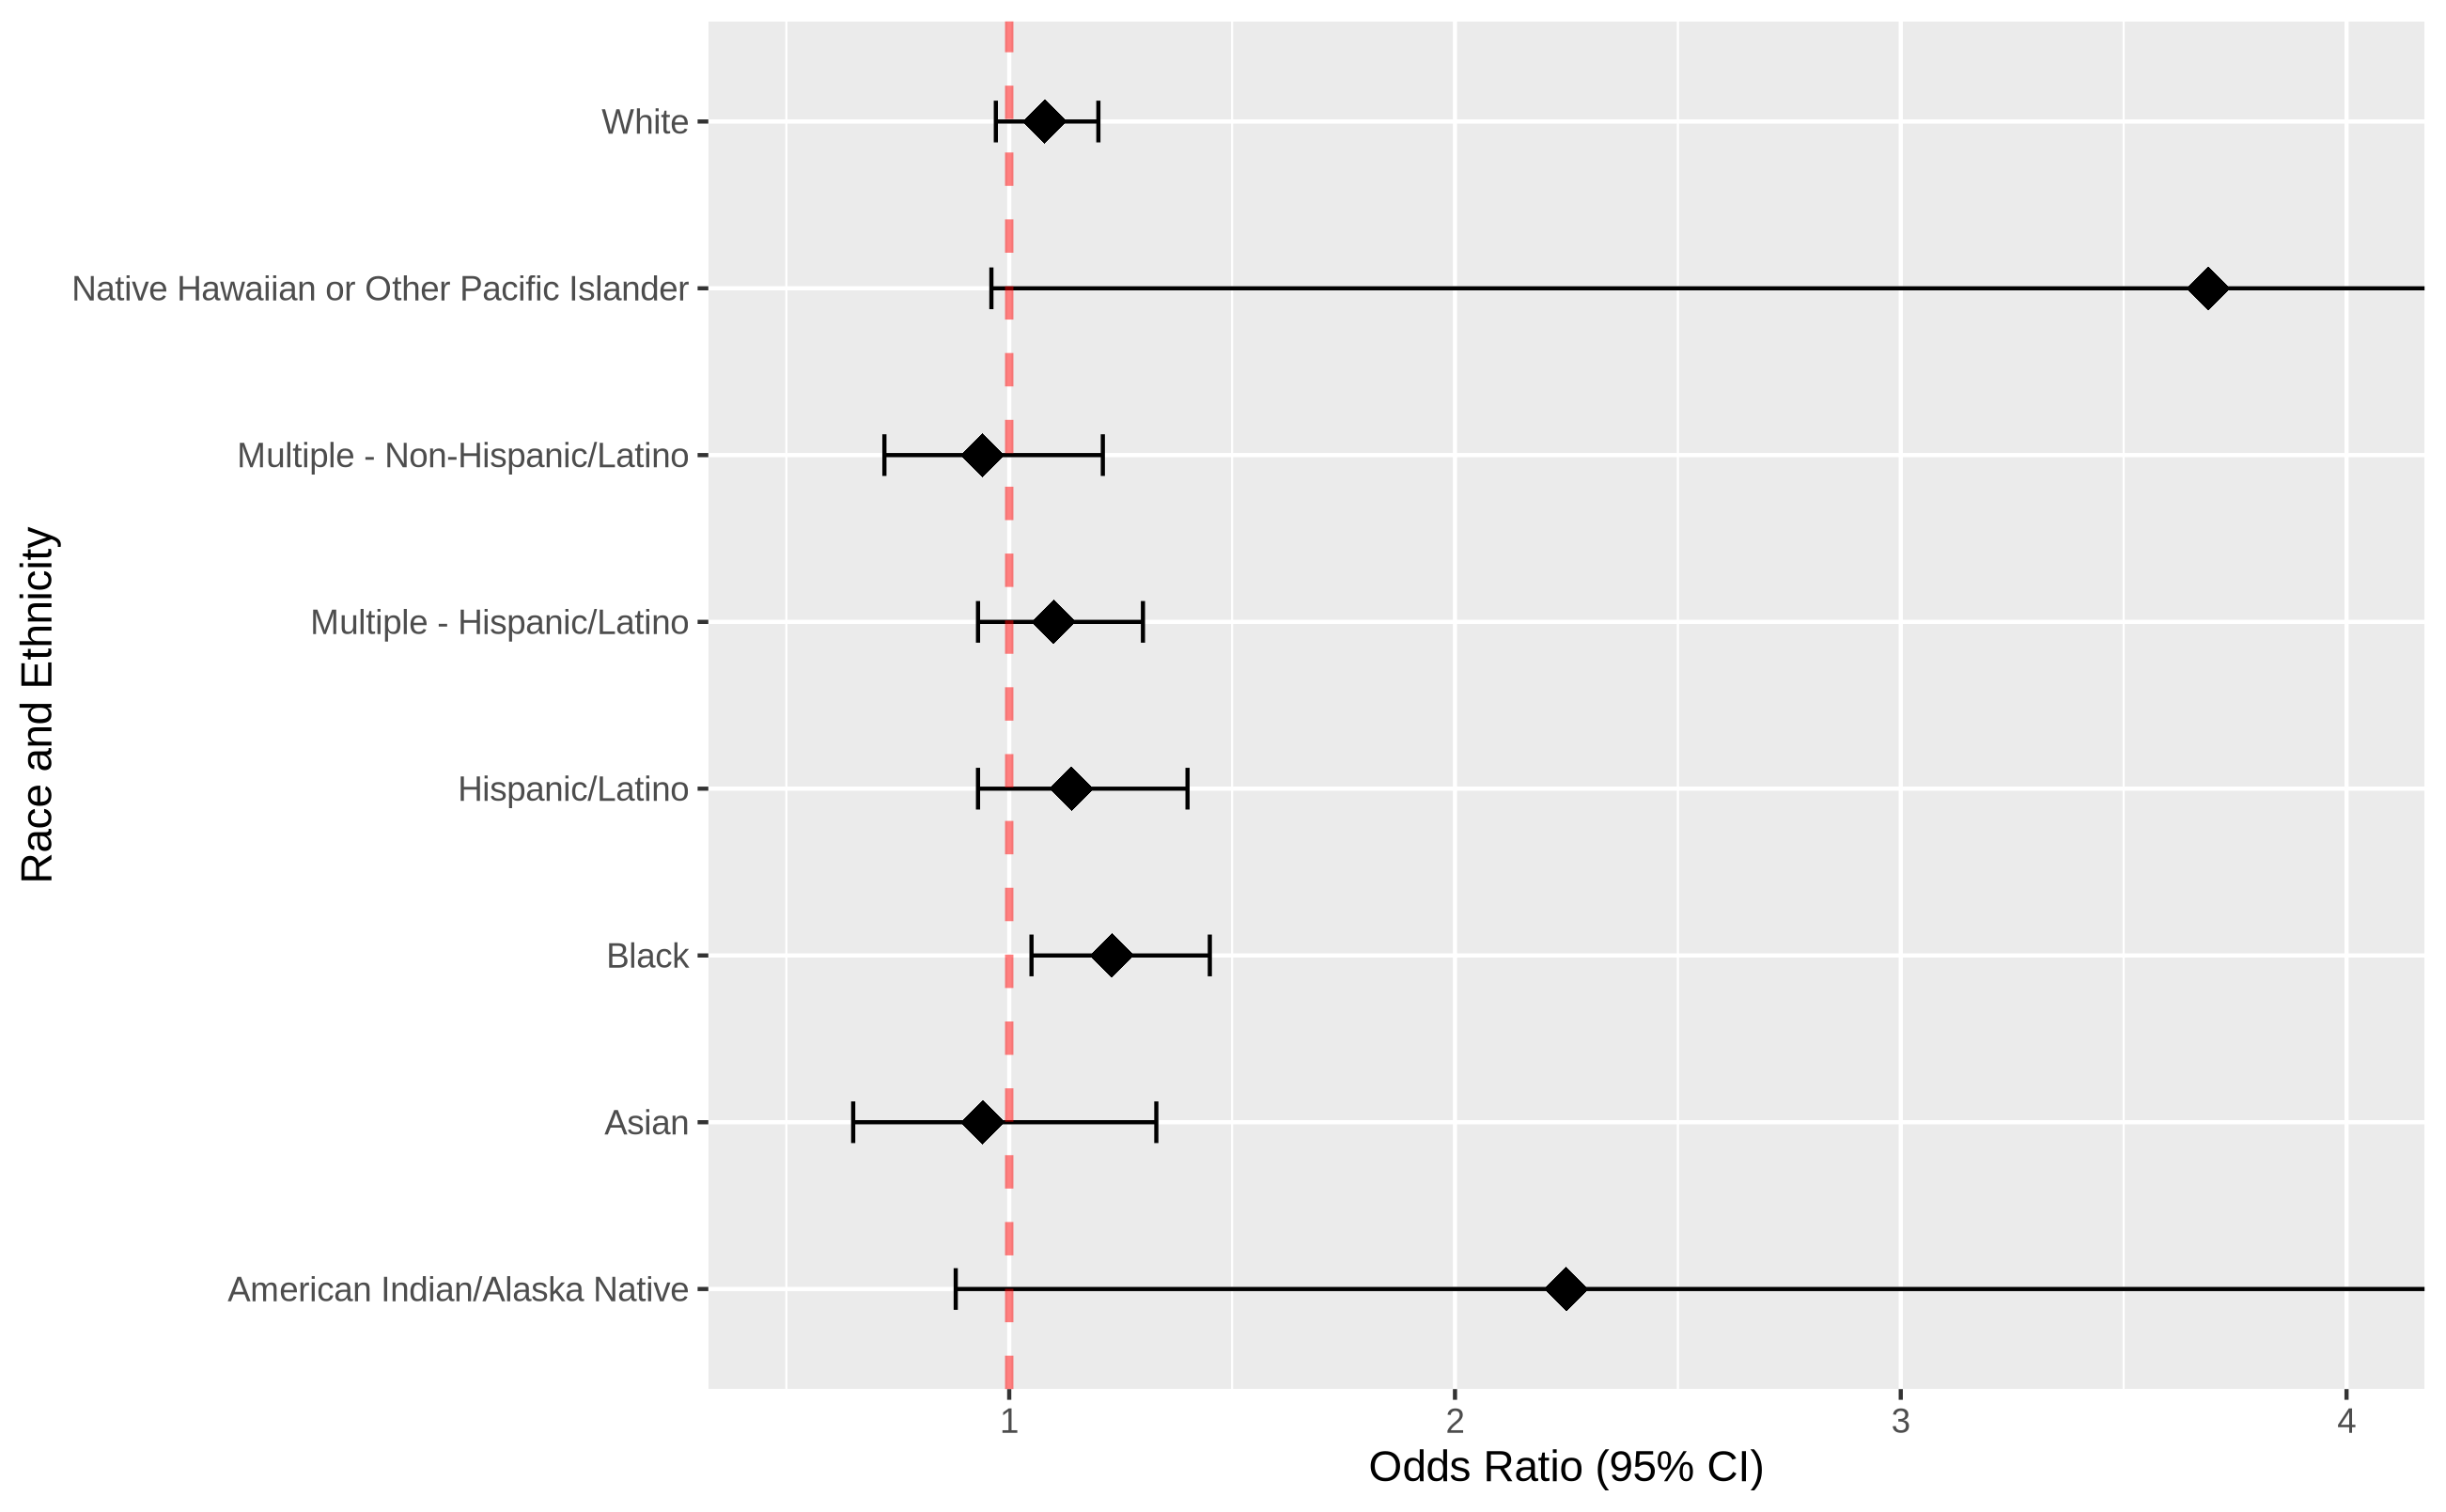 White
Native Hawaiian or Other Pacific Islander
Multiple - Non-Hispanic/Latino
Multiple - Hispanic/Latino
Hispanic/Latino
Black
Asian
American Indian/Alaska Native
Race and Ethnicity
1 2 3 4
Odds Ratio (95% CI)